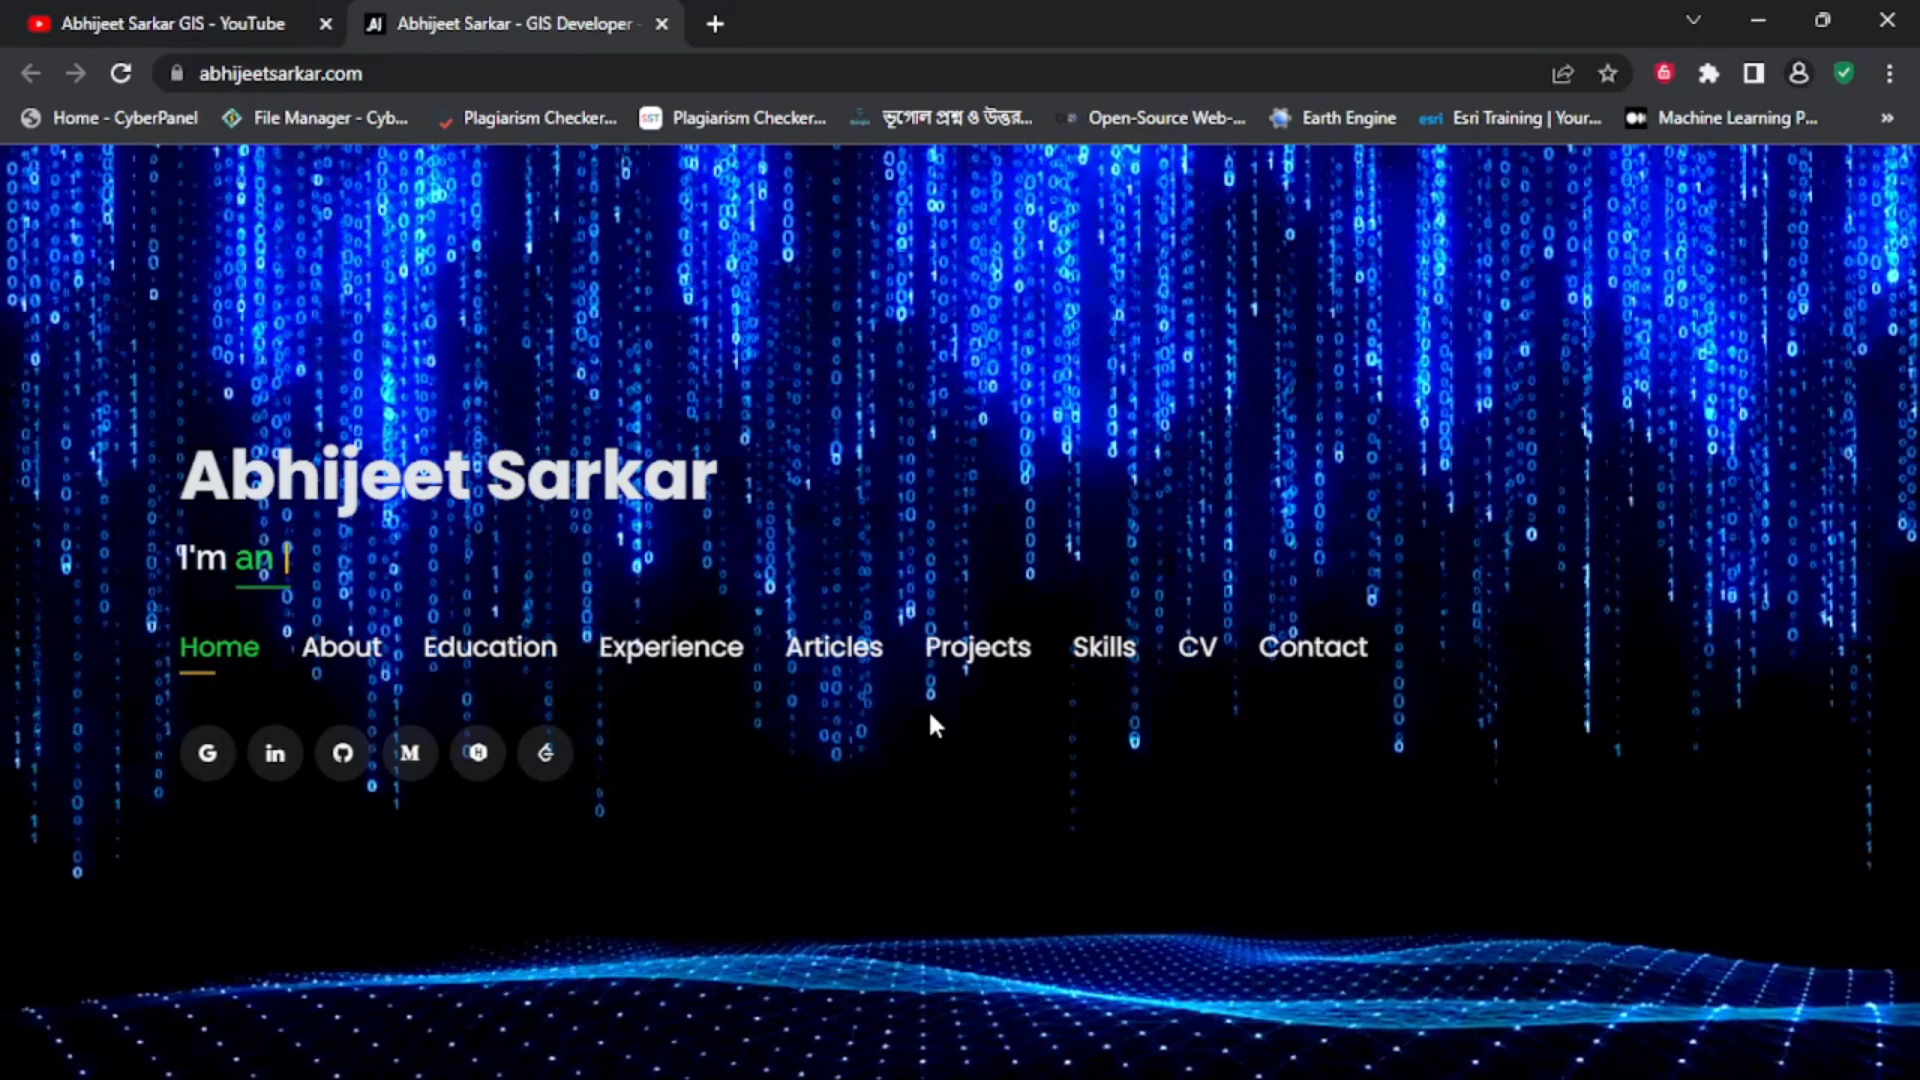 Abhijeet Sarkar GIS - YouTube
Abhijeet Sarkar - GIS Developer
abhijeetsarkar.com
Home - CyberPanel File Manager - Cyb... Plagiarism Checker... SST Plagiarism Checker... ভূগোল প্রশ্ন ও উত্তর... Open-Source Web-... Earth Engine esri Esri Training | Your... Machine Learning P...
Abhijeet Sarkar
I'm an |
Home About Education Experience Articles Projects Skills CV Contact